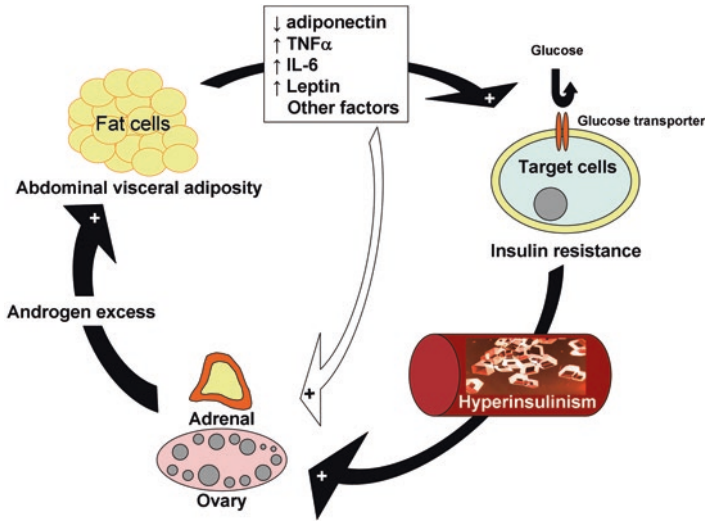 ↓ adiponectin
↑ TNFα
↑ IL-6
↑ Leptin
Other factors
+
Glucose
Glucose transporter
Fat cells
Target cells
Abdominal visceral adiposity
+
Insulin resistance
Androgen excess
+
Hyperinsulinism
Adrenal
+
Ovary